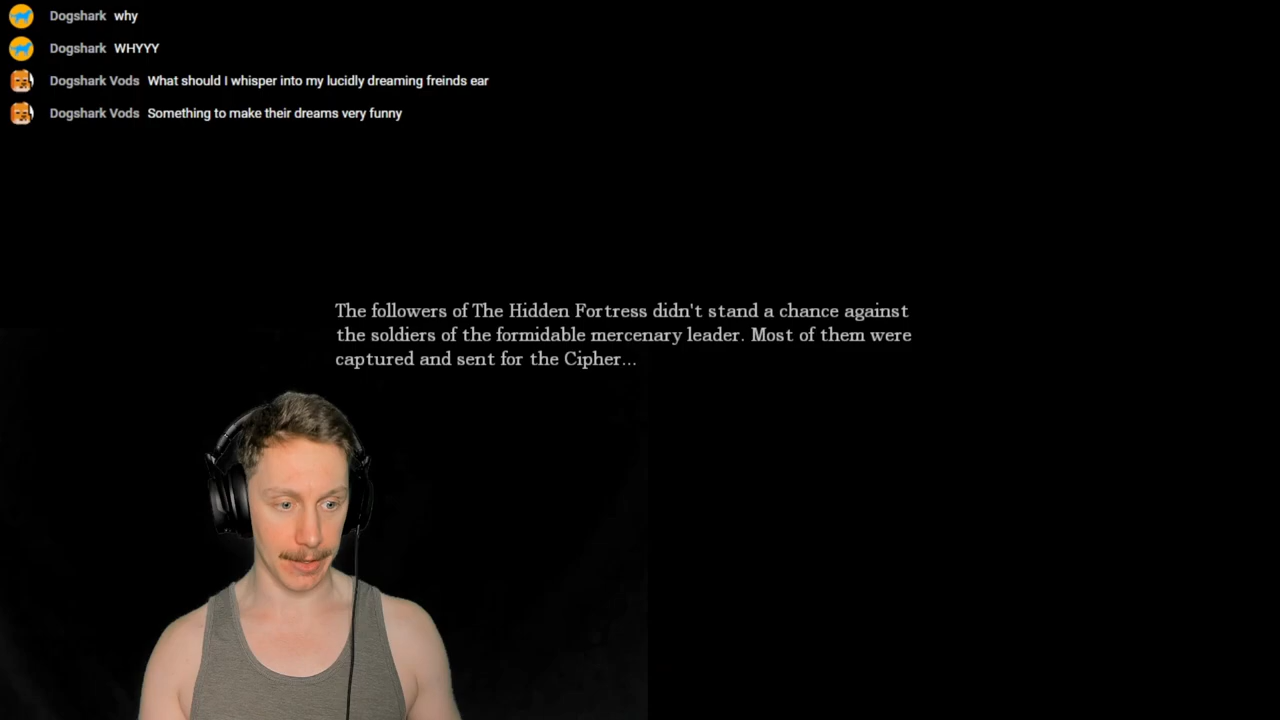 Dogshark why
Dogshark WHYYY
Dogshark Vods What should I whisper into my lucidly dreaming freinds ear
Dogshark Vods Something to make their dreams very funny
The followers of The Hidden Fortress didn't stand a chance against
the soldiers of the formidable mercenary leader. Most of them were
captured and sent for the Cipher...